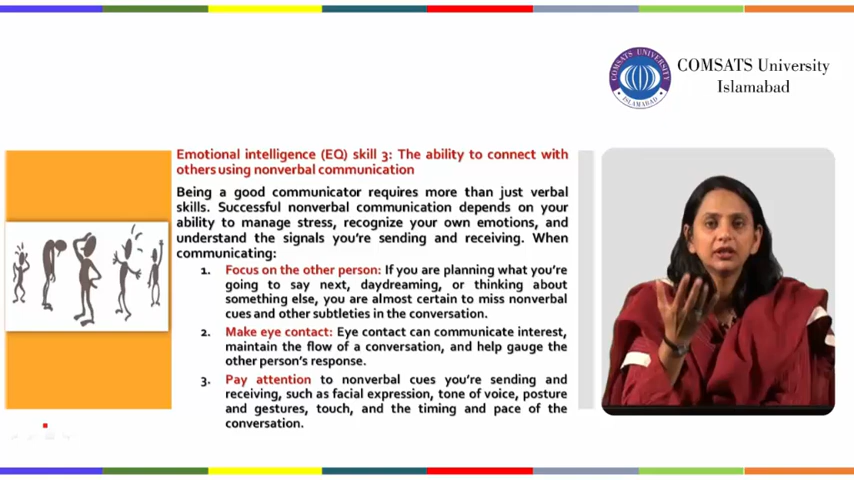 COMSATS University
Islamabad
COMSATS UNIVERSITY
ISLAMABAD
Emotional intelligence (EQ) skill 3: The ability to connect with
others using nonverbal communication
Being a good communicator requires more than just verbal
skills. Successful nonverbal communication depends on your
ability to manage stress, recognize your own emotions, and
understand the signals you're sending and receiving. When
communicating:
1. Focus on the other person: If you are planning what you're
going to say next, daydreaming, or thinking about
something else, you are almost certain to miss nonverbal
cues and other subtleties in the conversation.
2. Make eye contact: Eye contact can communicate interest,
maintain the flow of a conversation, and help gauge the
other person's response.
3. Pay attention to nonverbal cues you're sending and
receiving, such as facial expression, tone of voice, posture
and gestures, touch, and the timing and pace of the
conversation.